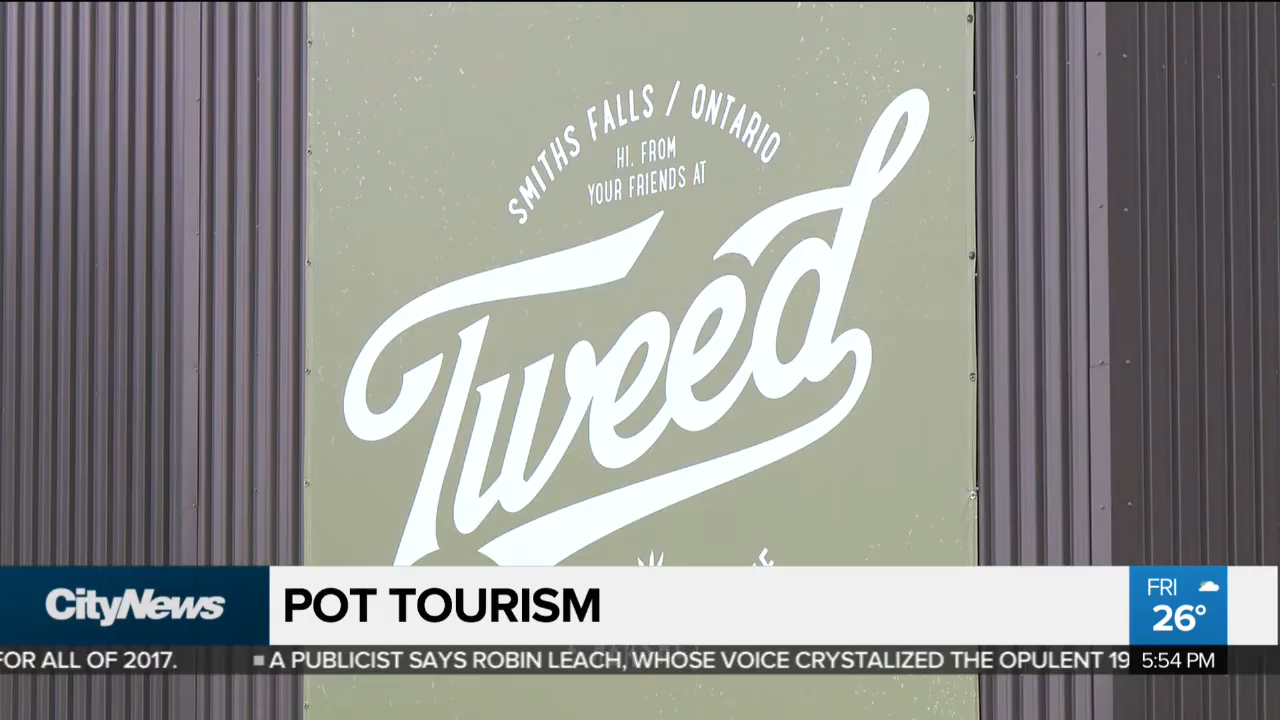 SMITHS FALLS / ONTARIO
HI. FROM
YOUR FRIENDS AT
Tweed
CityNews
POT TOURISM
FRI
26°
FOR ALL OF 2017. ■ A PUBLICIST SAYS ROBIN LEACH, WHOSE VOICE CRYSTALIZED THE OPULENT 19
5:54 PM